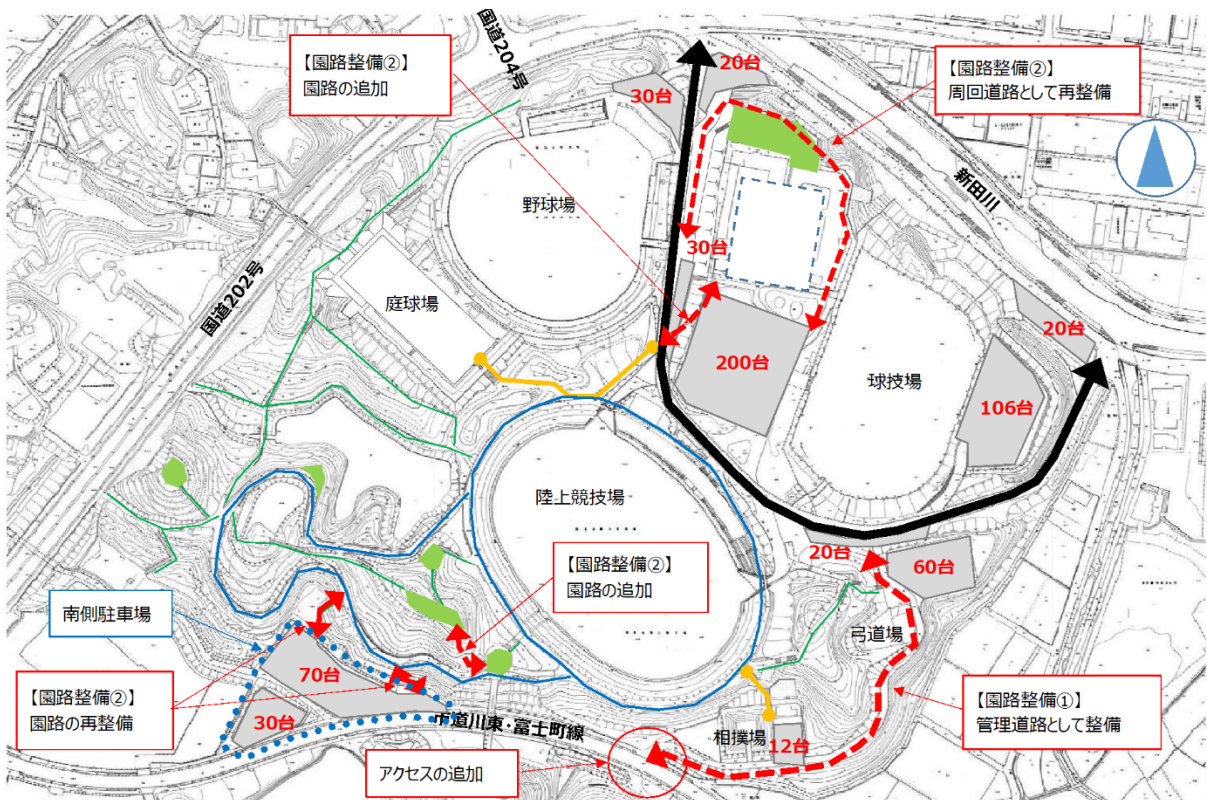 国道204号
【園路整備②】
園路の追加
20台
30台
【園路整備②】
周回道路として再整備
新田川
野球場
30台
国道202号
庭球場
200台
球技場
20台
106台
陸上競技場
【園路整備②】
園路の追加
20台
60台
弓道場
南側駐車場
【園路整備②】
園路の再整備
70台
30台
市道川東・富士町線
【園路整備①】
管理道路として整備
相撲場
12台
アクセスの追加